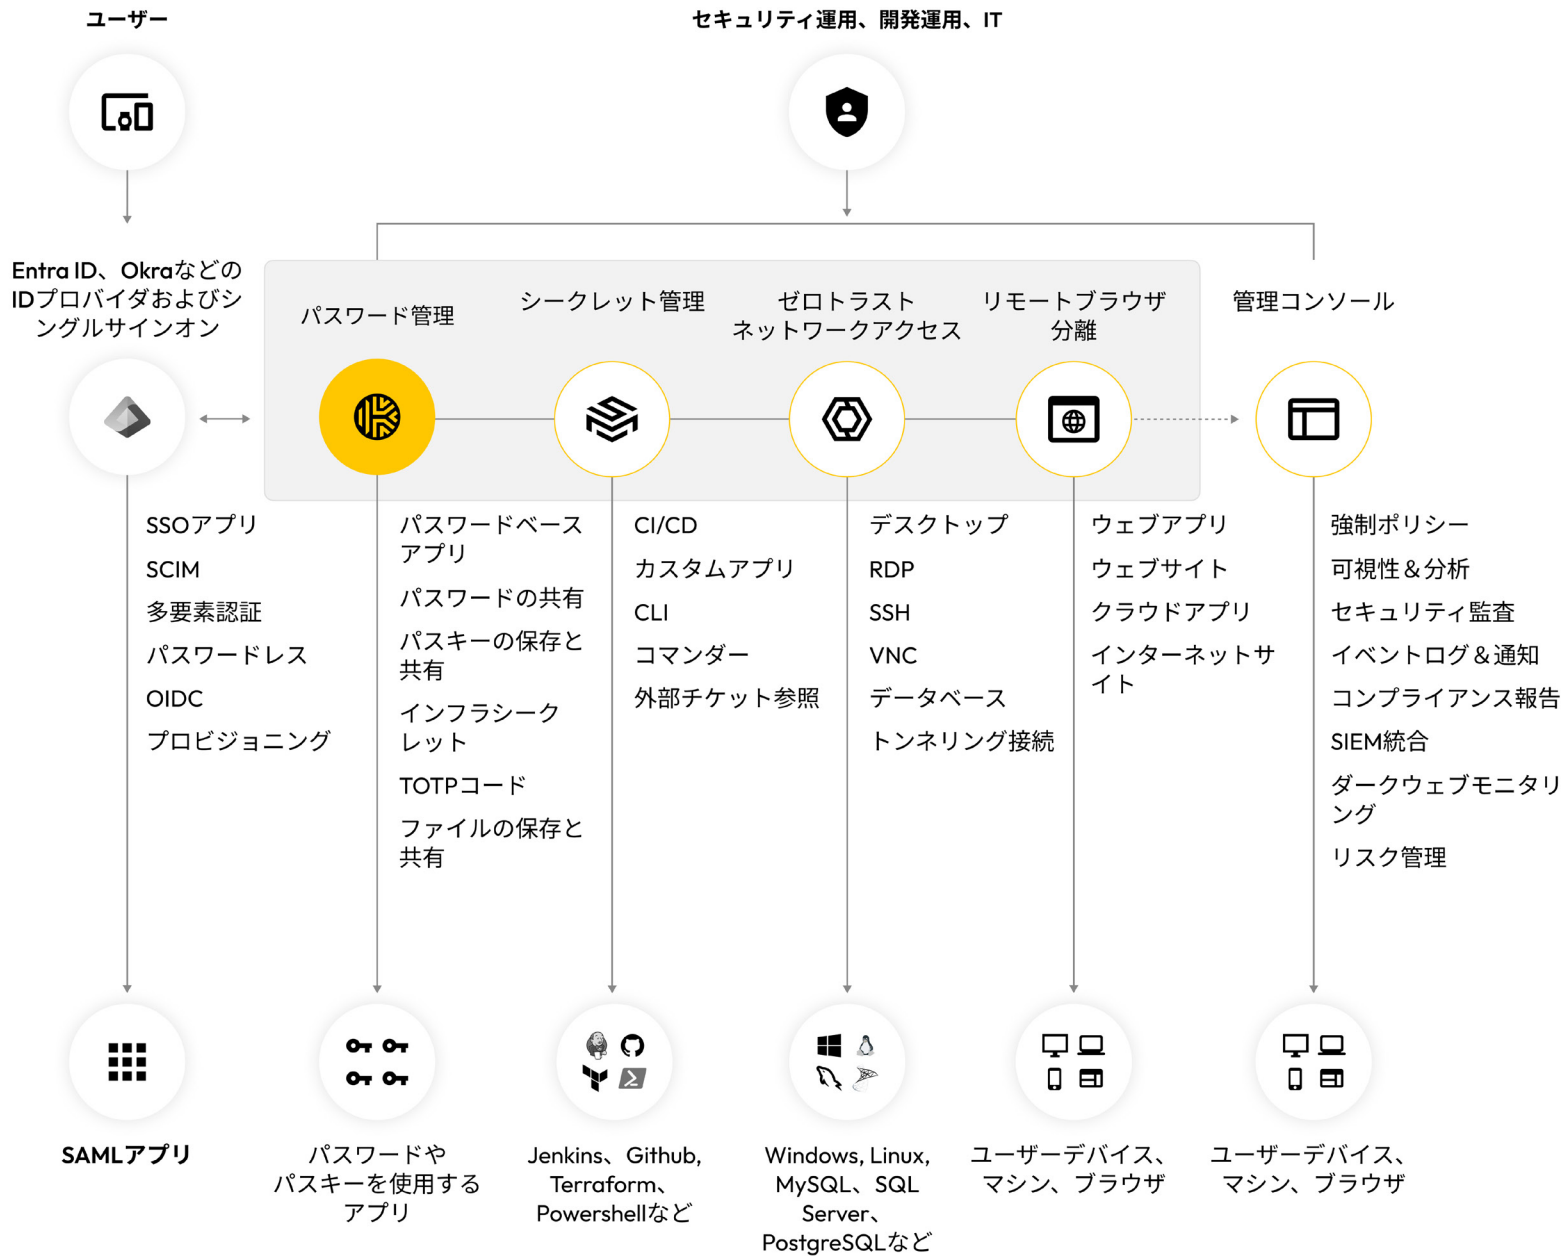 ユーザー
セキュリティ運用、開発運用、IT
Entra ID、Okraなどの
IDプロバイダおよびシ
ングルサインオン
パスワード管理
シークレット管理
ゼロトラスト
ネットワークアクセス
リモートブラウザ
分離
管理コンソール
SSOアプリ
SCIM
多要素認証
パスワードレス
OIDC
プロビジョニング
パスワードベース
アプリ
パスワードの共有
パスキーの保存と
共有
インフラシーク
レット
TOTPコード
ファイルの保存と
共有
CI/CD
カスタムアプリ
CLI
コマンダー
外部チケット参照
デスクトップ
RDP
SSH
VNC
データベース
トンネリング接続
ウェブアプリ
ウェブサイト
クラウドアプリ
インターネットサ
イト
強制ポリシー
可視性＆分析
セキュリティ監査
イベントログ＆通知
コンプライアンス報告
SIEM統合
ダークウェブモニタリ
ング
リスク管理
SAMLアプリ
パスワードや
パスキーを使用する
アプリ
Jenkins、Github,
Terraform、
Powershellなど
Windows, Linux,
MySQL、SQL
Server、
PostgreSQLなど
ユーザーデバイス、
マシン、ブラウザ
ユーザーデバイス、
マシン、ブラウザ